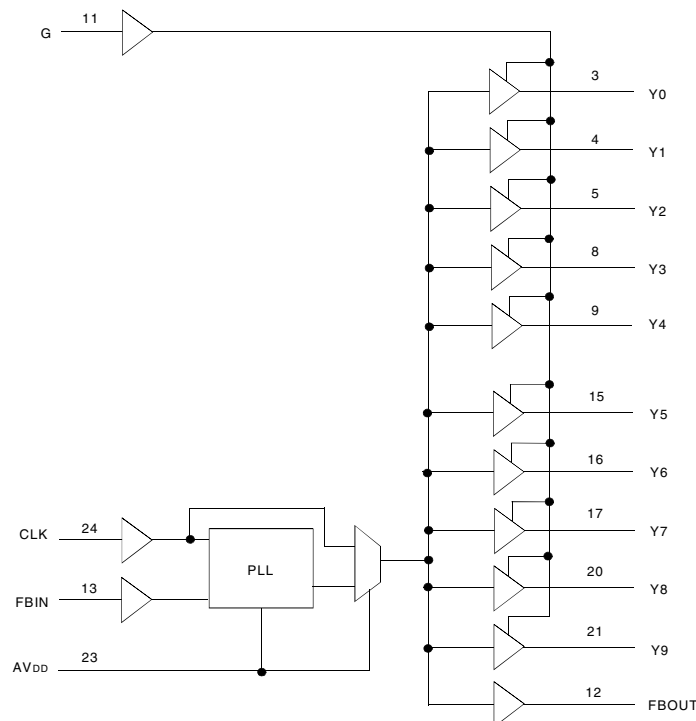 G 11
3 Y0
4 Y1
5 Y2
8 Y3
9 Y4
15 Y5
16 Y6
17 Y7
20 Y8
21 Y9
12 FBOUT
CLK 24
PLL
FBIN 13
AVDD 23